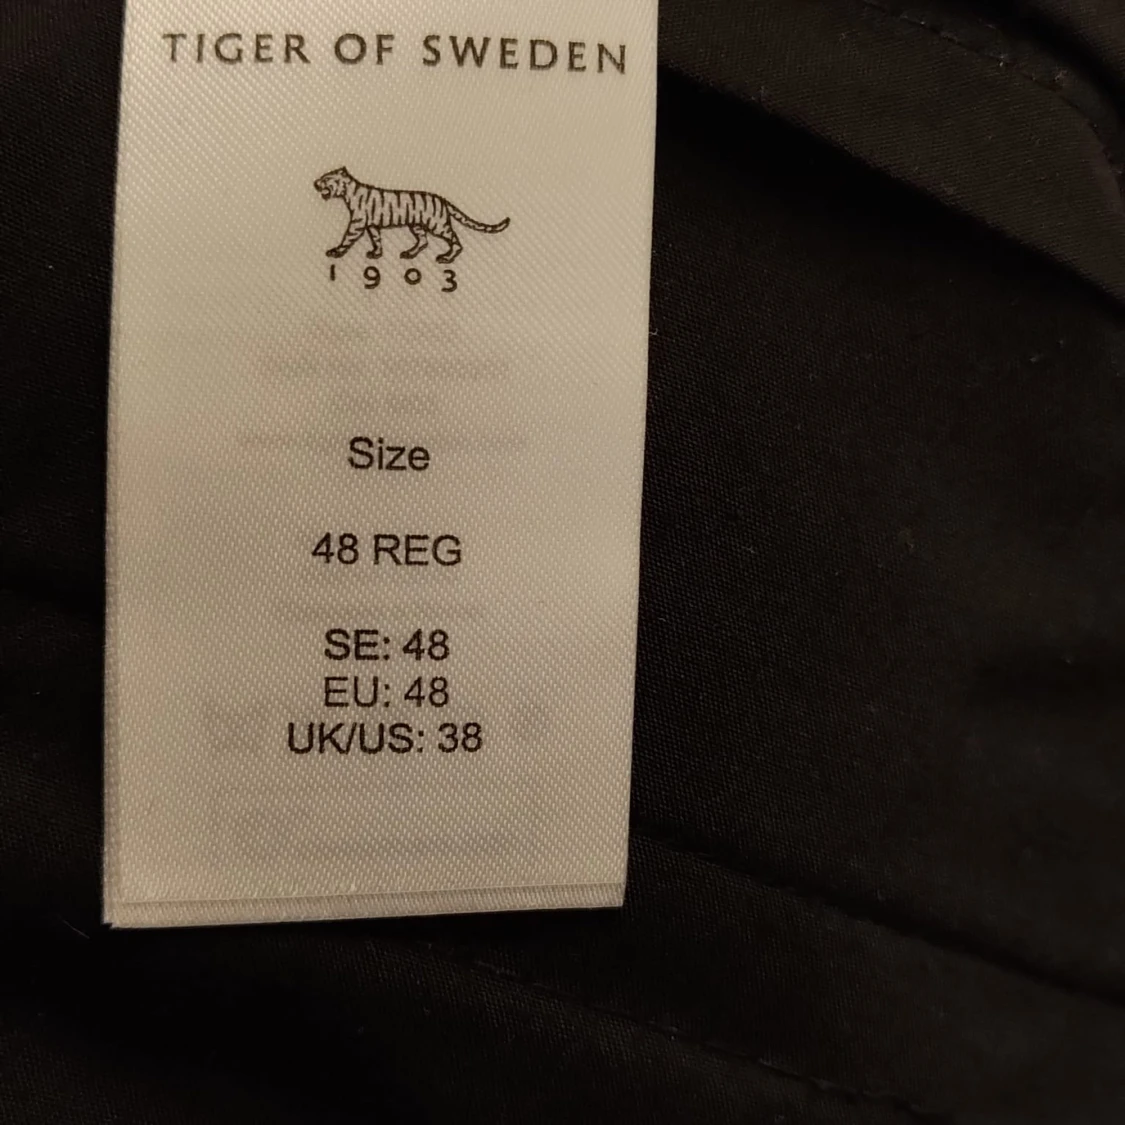 TIGER OF SWEDEN
1903
Size
48 REG
SE: 48
EU: 48
UK/US: 38